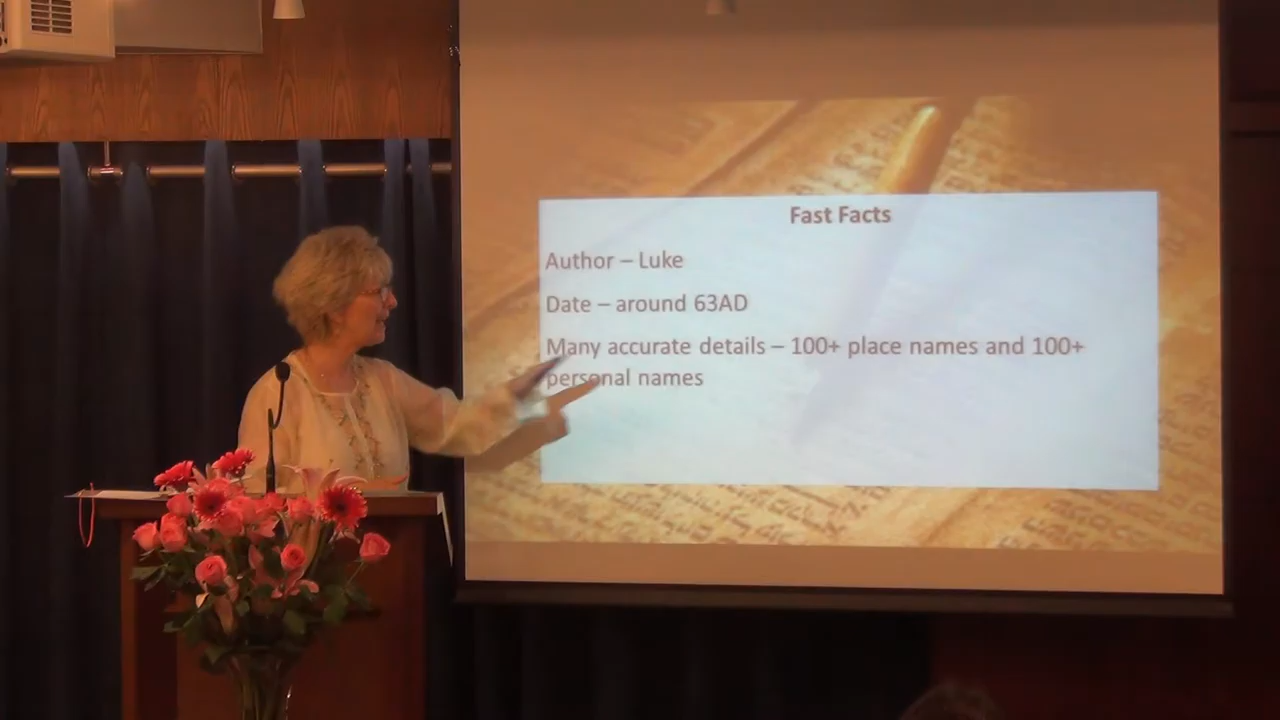 Fast Facts
Author – Luke
Date – around 63AD
Many accurate details – 100+ place names and 100+
personal names